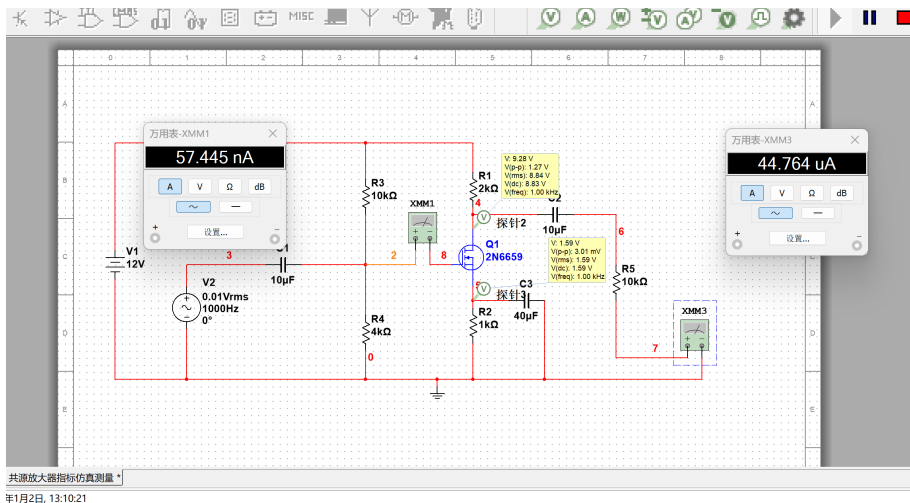 MISC
V A W V A V V
0 1 2 3 4 5 6 7 8
A A
B
C C
D D
E E
万用表-XMM1
57.445 nA
A V Ω dB
~ —
+ 设置... −
万用表-XMM3
44.764 uA
A V Ω dB
~ —
+ 设置... −
V: 9.28 V
V(p-p): 1.27 V
V(rms): 8.84 V
V(dc): 8.83 V
V(freq): 1.00 kHz
R1
2kΩ
4
V 探针2
C2
10μF
6
R3
10kΩ
XMM1
+ −
2
8
Q1
2N6659
V: 1.59 V
V(p-p): 3.01 mV
V(rms): 1.59 V
V(dc): 1.59 V
V(freq): 1.00 kHz
V 探针3
C3
40μF
R5
10kΩ
V1
12V
3
C1
10μF
V2
0.01Vrms
1000Hz
0°
R4
4kΩ
0
R2
1kΩ
XMM3
+ −
7
共源放大器指标仿真测量 *
年1月2日, 13:10:21